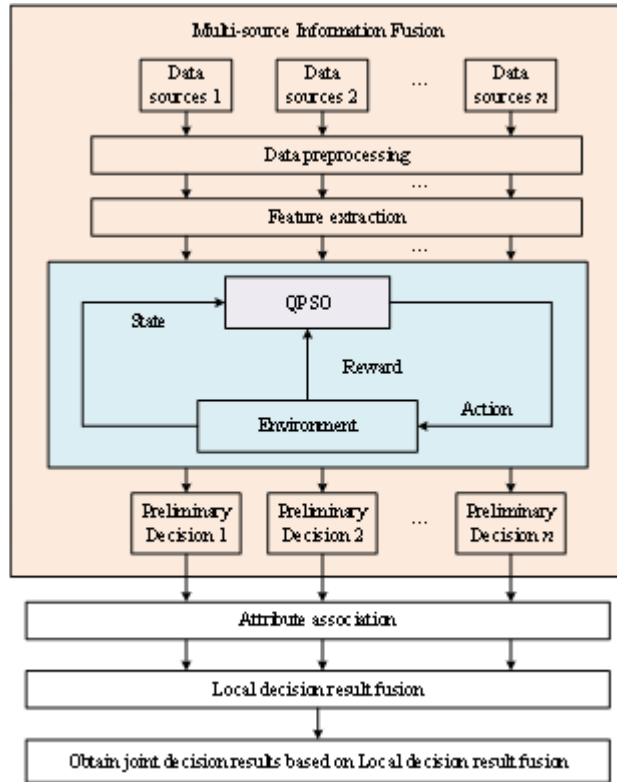 Multi-source Information Fusion
Data
sources 1
Data
sources 2
...
Data
sources n
Data preprocessing
...
Feature extraction
...
QPSO
State
Reward
Action
Environment
Preliminary
Decision 1
Preliminary
Decision 2
...
Preliminary
Decision n
Attribute association
Local decision result fusion
Obtain joint decision results based on Local decision result fusion